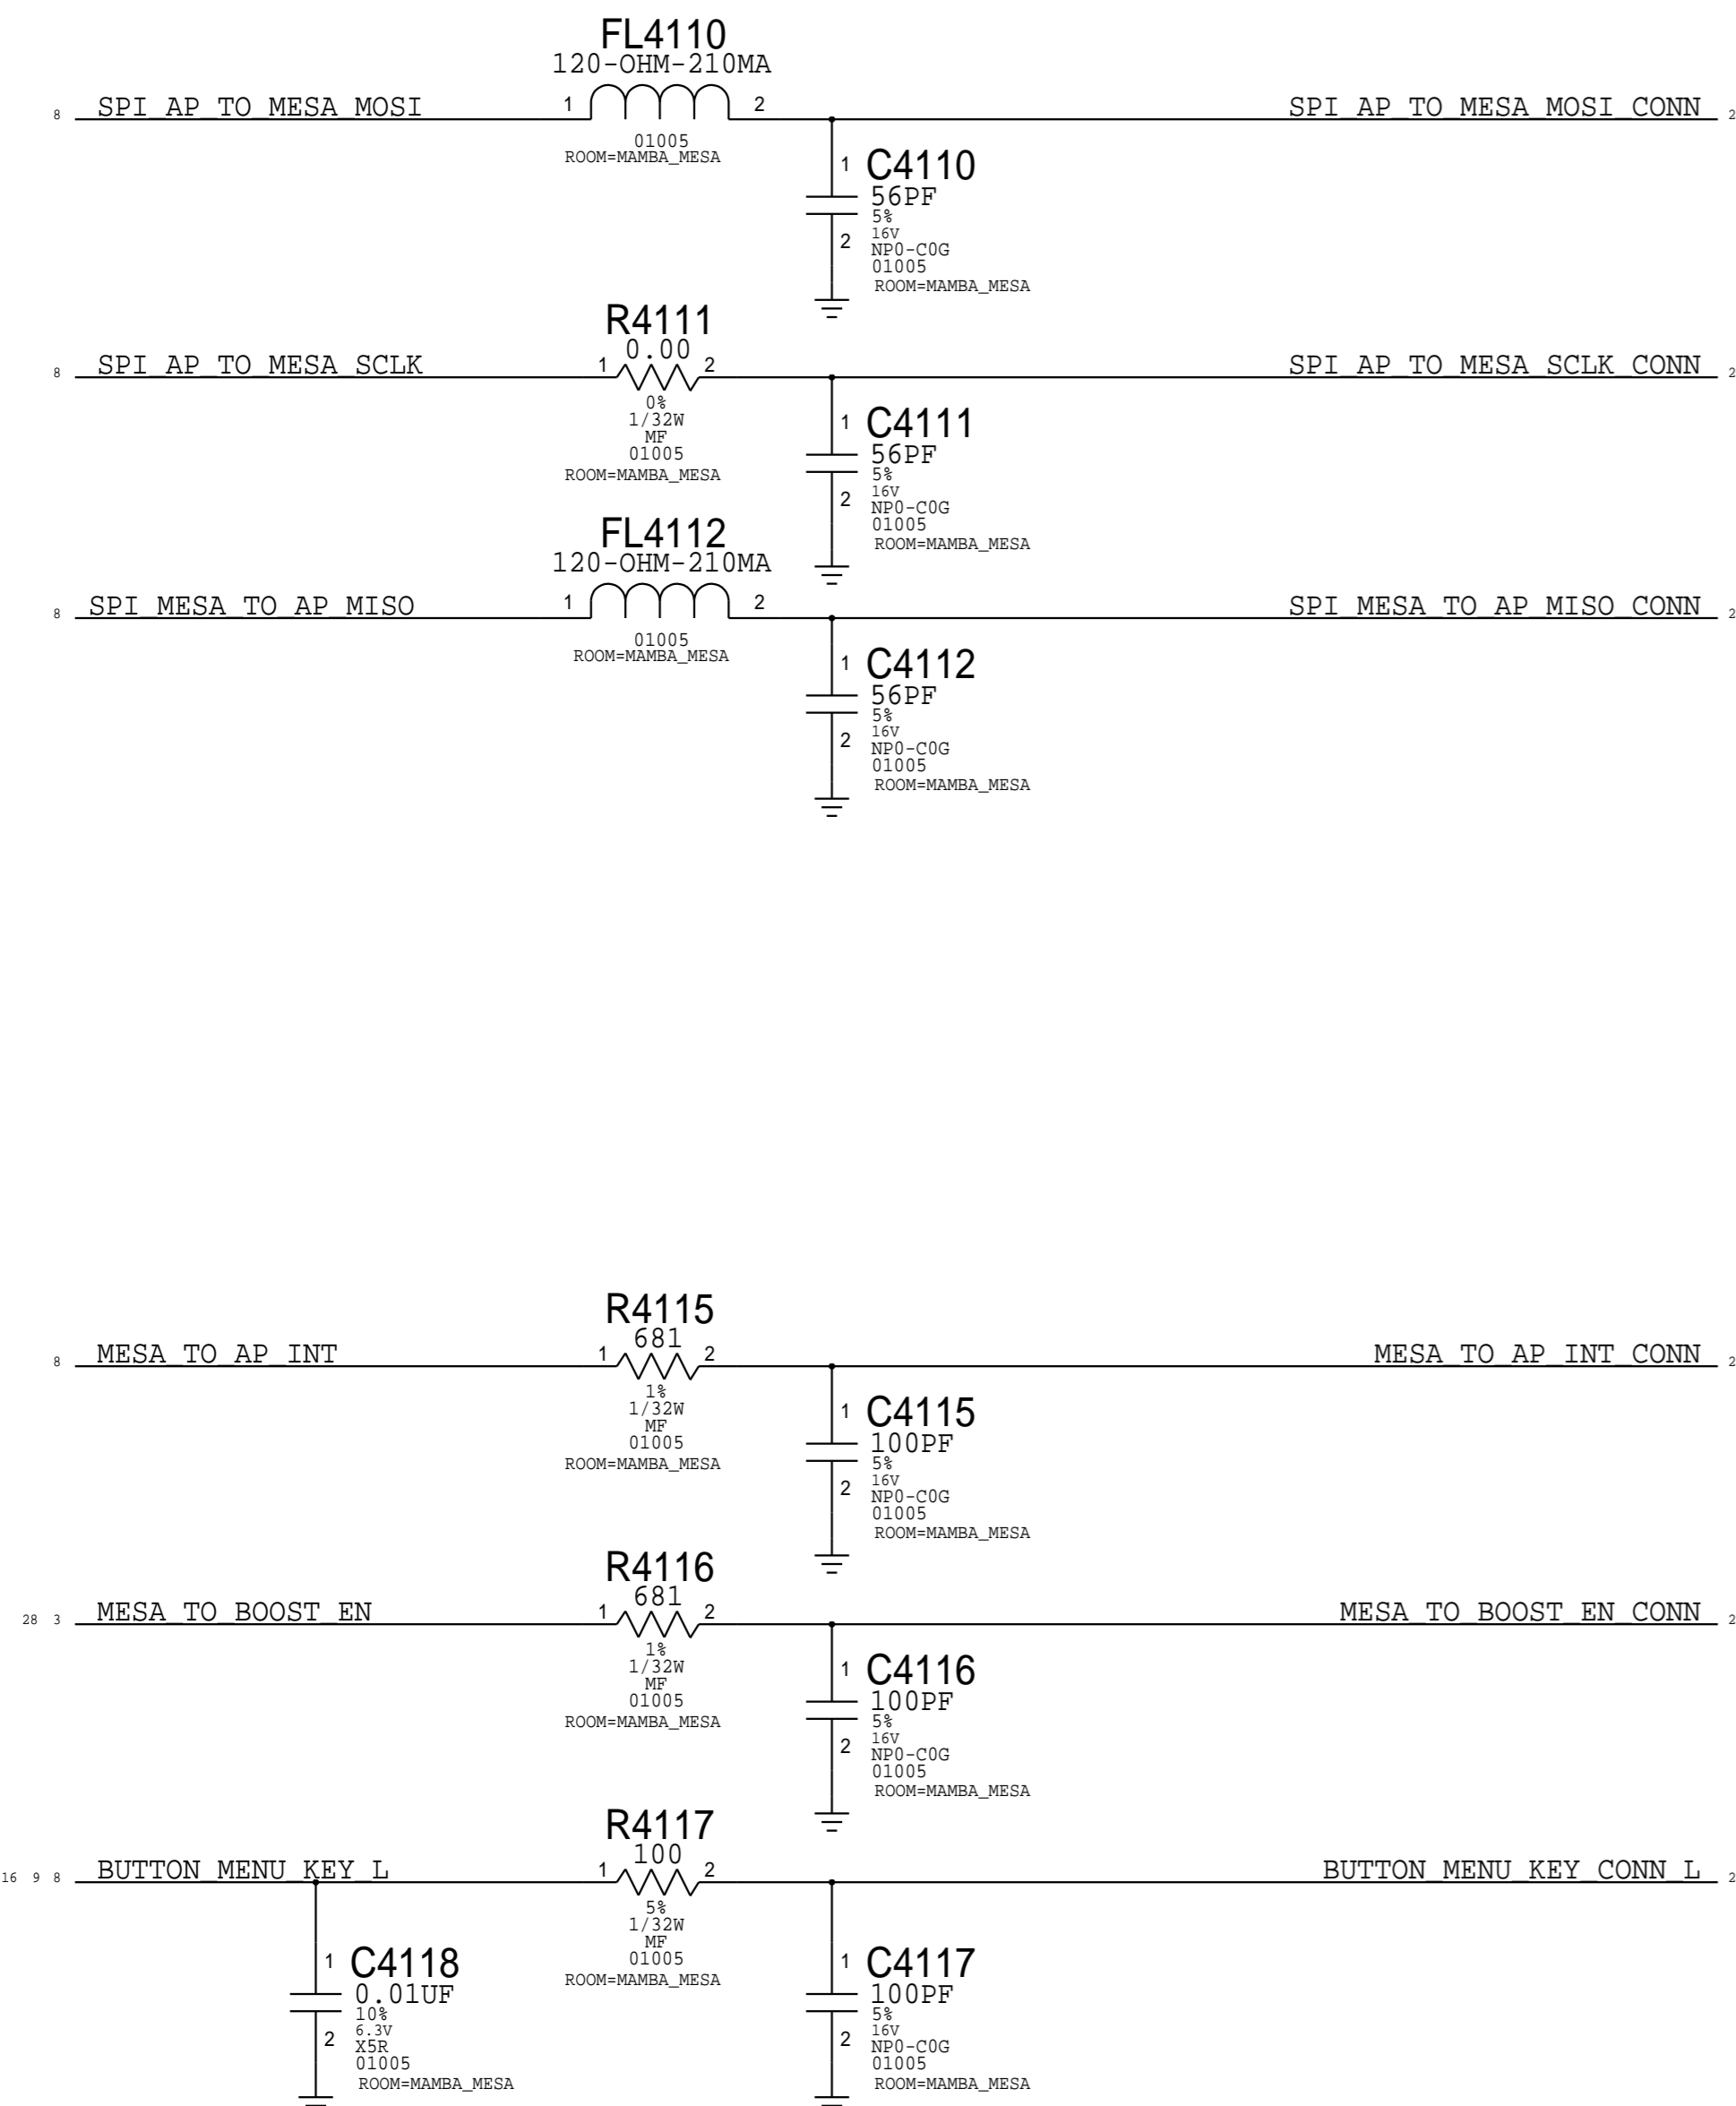 FL4110
120-OHM-210MA
8 SPI_AP_TO_MESA_MOSI 1 2 SPI_AP_TO_MESA_MOSI_CONN 2
01005
ROOM=MAMBA_MESA
1 C4110
56PF
5%
16V
2 NP0-C0G
01005
ROOM=MAMBA_MESA
R4111
0.00
8 SPI_AP_TO_MESA_SCLK 1 2 SPI_AP_TO_MESA_SCLK_CONN 2
0%
1/32W
MF
01005
ROOM=MAMBA_MESA
1 C4111
56PF
5%
16V
2 NP0-C0G
01005
ROOM=MAMBA_MESA
FL4112
120-OHM-210MA
8 SPI_MESA_TO_AP_MISO 1 2 SPI_MESA_TO_AP_MISO_CONN 2
01005
ROOM=MAMBA_MESA
1 C4112
56PF
5%
16V
2 NP0-C0G
01005
ROOM=MAMBA_MESA
R4115
681
8 MESA_TO_AP_INT 1 2 MESA_TO_AP_INT_CONN 2
1%
1/32W
MF
01005
ROOM=MAMBA_MESA
1 C4115
100PF
5%
16V
2 NP0-C0G
01005
ROOM=MAMBA_MESA
R4116
681
28 3 MESA_TO_BOOST_EN 1 2 MESA_TO_BOOST_EN_CONN 2
1%
1/32W
MF
01005
ROOM=MAMBA_MESA
1 C4116
100PF
5%
16V
2 NP0-C0G
01005
ROOM=MAMBA_MESA
R4117
100
16 9 8 BUTTON_MENU_KEY_L 1 2 BUTTON_MENU_KEY_CONN_L 2
5%
1/32W
MF
01005
ROOM=MAMBA_MESA
1 C4118
0.01UF
10%
6.3V
2 X5R
01005
ROOM=MAMBA_MESA
1 C4117
100PF
5%
16V
2 NP0-C0G
01005
ROOM=MAMBA_MESA